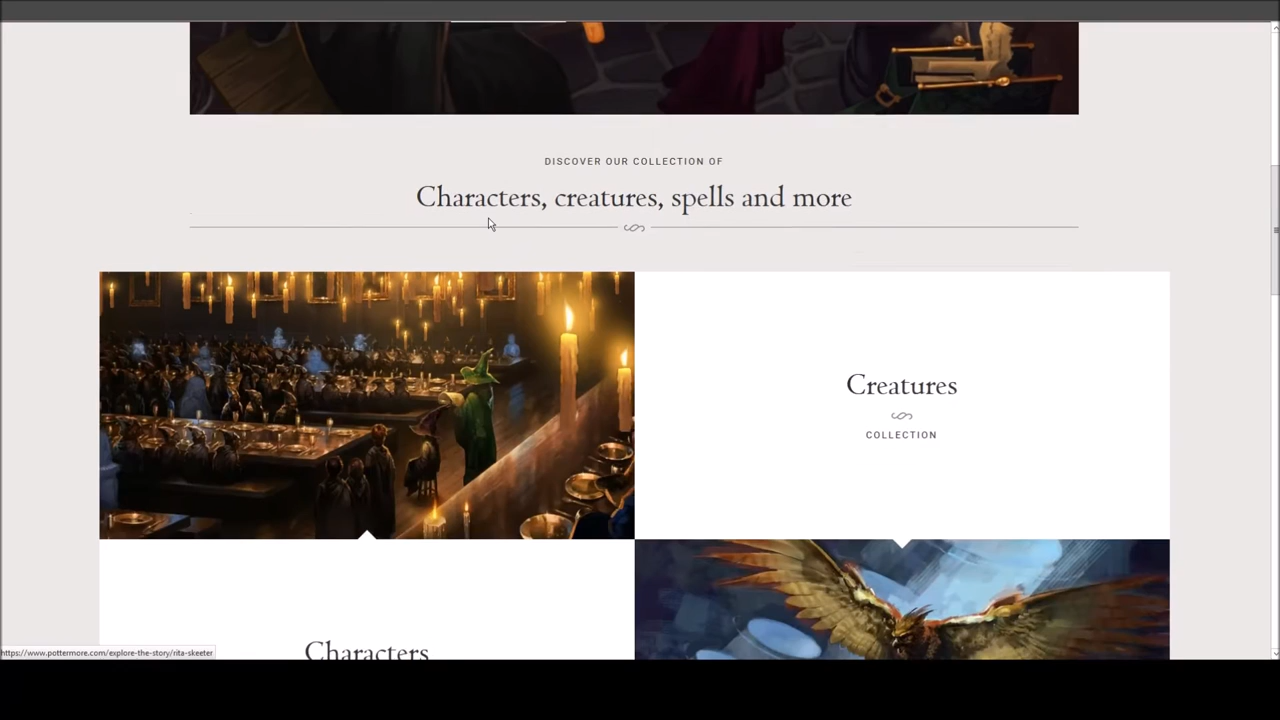 DISCOVER OUR COLLECTION OF
Characters, creatures, spells and more
Creatures
COLLECTION
Characters
https://www.pottermore.com/explore-the-story/rita-skeeter